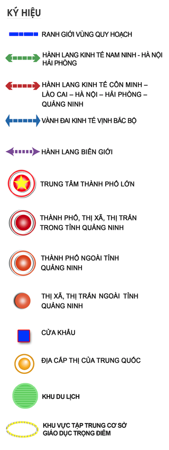 KÝ HIỆU
RANH GIỚI VÙNG QUY HOẠCH
HÀNH LANG KINH TẾ NAM NINH - HÀ NỘI
HẢI PHÒNG
HÀNH LANG KINH TẾ CÔN MINH –
LÀO CAI – HÀ NỘI – HẢI PHÒNG –
QUẢNG NINH
VÀNH ĐAI KINH TẾ VỊNH BẮC BỘ
HÀNH LANG BIÊN GIỚI
TRUNG TÂM THÀNH PHỐ LỚN
THÀNH PHỐ, THỊ XÃ, THỊ TRẤN
TRONG TỈNH QUẢNG NINH
THÀNH PHỐ NGOÀI TỈNH
QUẢNG NINH
THỊ XÃ, THỊ TRẤN NGOÀI TỈNH
QUẢNG NINH
CỬA KHẨU
ĐỊA CẤP THỊ CỦA TRUNG QUỐC
KHU DU LỊCH
KHU VỰC TẬP TRUNG CƠ SỞ
GIÁO DỤC TRỌNG ĐIỂM